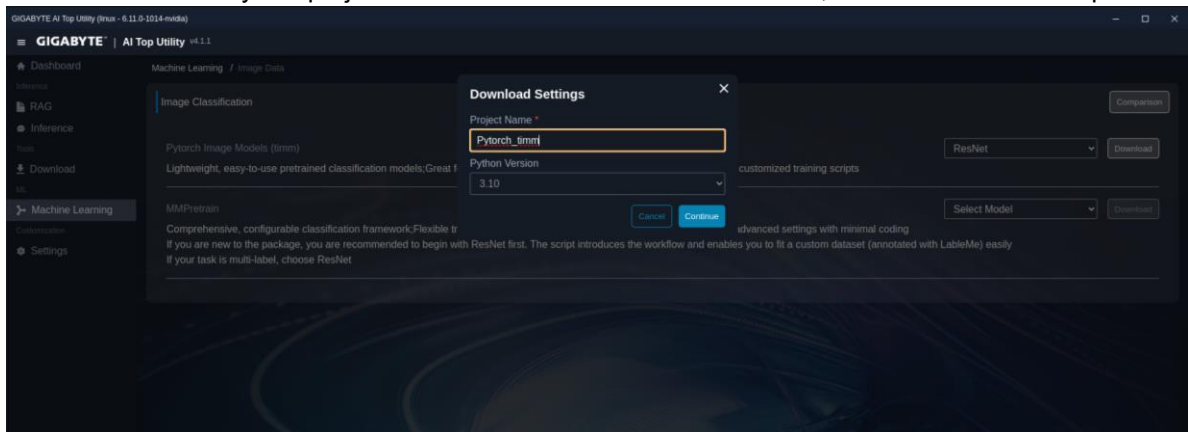 GIGABYTE AI Top Utility (linux - 6.11.0-1014-nvidia)
GIGABYTE™ | AI Top Utility v4.1.1
Dashboard
Machine Learning / Image Data
Inference
RAG
Inference
Tools
Download
ML
Machine Learning
Customization
Settings
Image Classification
Comparison
Pytorch Image Models (timm)
ResNet
Download
Lightweight, easy-to-use pretrained classification models;Great f
customized training scripts
MMPretrain
Select Model
Download
Comprehensive, configurable classification framework;Flexible tr
advanced settings with minimal coding
If you are new to the package, you are recommended to begin with ResNet first. The script introduces the workflow and enables you to fit a custom dataset (annotated with LableMe) easily
If your task is multi-label, choose ResNet
Download Settings
Project Name *
Pytorch_timm
Python Version
3.10
Cancel
Continue